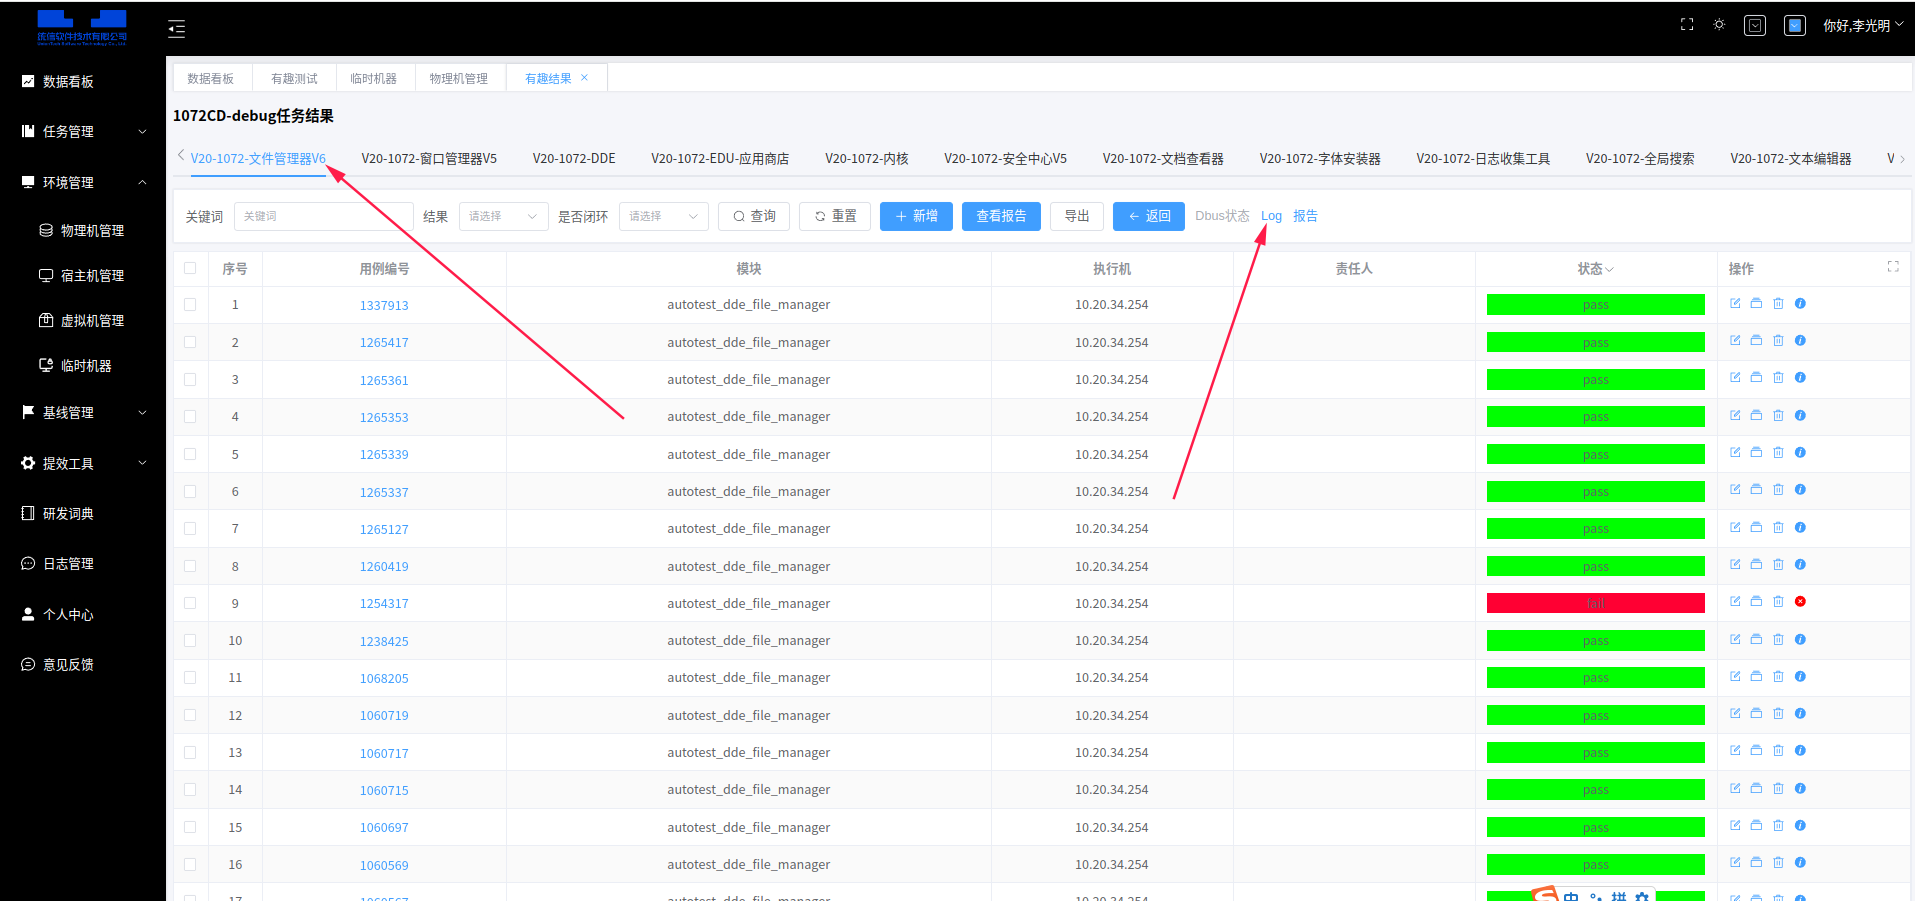 统信软件技术有限公司
你好,李光明
数据看板
任务管理
环境管理
物理机管理
宿主机管理
虚拟机管理
临时机器
基线管理
提效工具
研发词典
日志管理
个人中心
意见反馈
数据看板 有趣测试 临时机器 物理机管理 有趣结果
1072CD-debug任务结果
V20-1072-文件管理器V6 V20-1072-窗口管理器V5 V20-1072-DDE V20-1072-EDU-应用商店 V20-1072-内核 V20-1072-安全中心V5 V20-1072-文档查看器 V20-1072-字体安装器 V20-1072-日志收集工具 V20-1072-全局搜索 V20-1072-文本编辑器
关键词 关键词 结果 请选择 是否闭环 请选择 查询 重置 新增 查看报告 导出 返回 Dbus状态 Log 报告
序号 用例编号 模块 执行机 责任人 状态 操作
1 1337913 autotest_dde_file_manager 10.20.34.254 pass
2 1265417 autotest_dde_file_manager 10.20.34.254 pass
3 1265361 autotest_dde_file_manager 10.20.34.254 pass
4 1265353 autotest_dde_file_manager 10.20.34.254 pass
5 1265339 autotest_dde_file_manager 10.20.34.254 pass
6 1265337 autotest_dde_file_manager 10.20.34.254 pass
7 1265127 autotest_dde_file_manager 10.20.34.254 pass
8 1260419 autotest_dde_file_manager 10.20.34.254 pass
9 1254317 autotest_dde_file_manager 10.20.34.254 fail
10 1238425 autotest_dde_file_manager 10.20.34.254 pass
11 1068205 autotest_dde_file_manager 10.20.34.254 pass
12 1060719 autotest_dde_file_manager 10.20.34.254 pass
13 1060717 autotest_dde_file_manager 10.20.34.254 pass
14 1060715 autotest_dde_file_manager 10.20.34.254 pass
15 1060697 autotest_dde_file_manager 10.20.34.254 pass
16 1060569 autotest_dde_file_manager 10.20.34.254 pass
17 1060567 autotest_dde_file_manager 10.20.34.254
中 拼